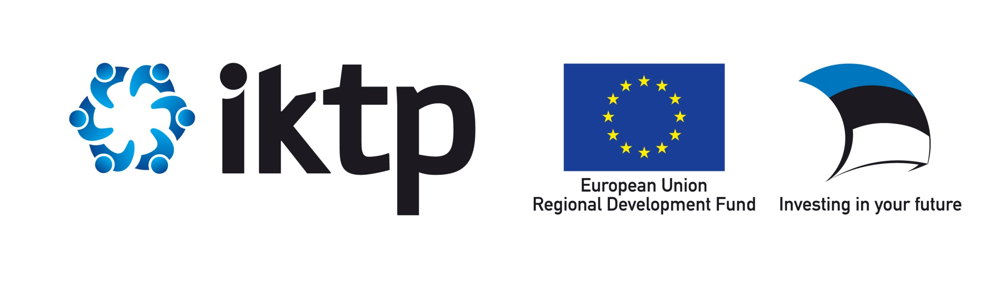 iktp
European Union
Regional Development Fund
Investing in your future